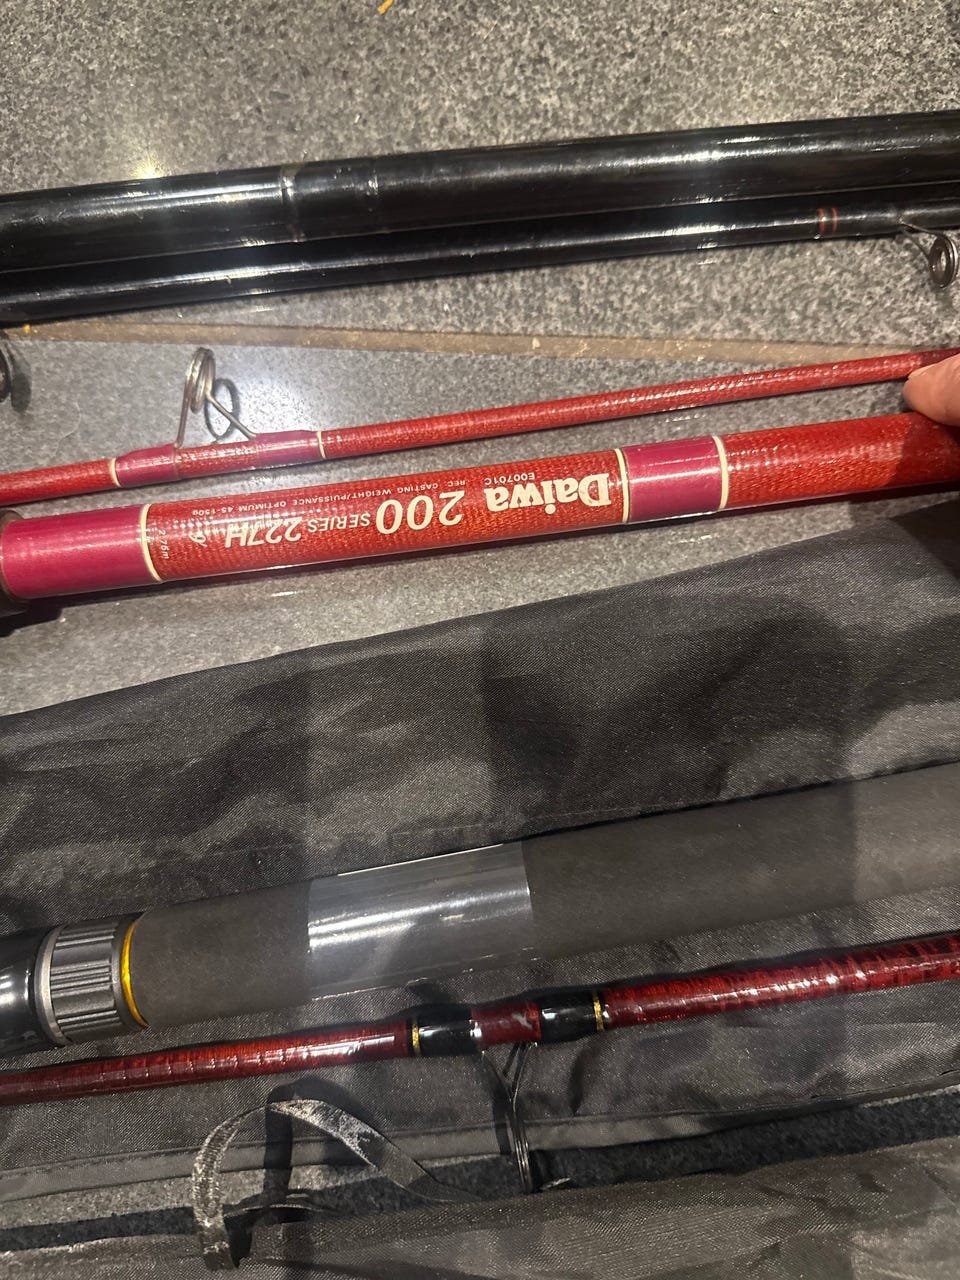 Daiwa
E00701C
200 SERIES 227H
REC CASTING WEIGHT/PUISSANCE OPTIMUM 45-150g